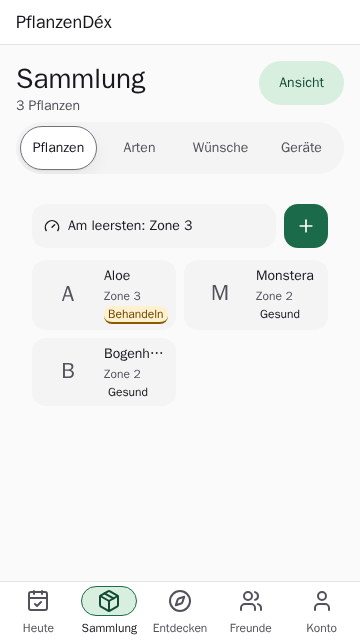 PflanzenDéx
Sammlung
3 Pflanzen
Ansicht
Pflanzen
Arten
Wünsche
Geräte
Am leersten: Zone 3
A
Aloe
Zone 3
Behandeln
M
Monstera
Zone 2
Gesund
B
Bogenh⋯
Zone 2
Gesund
Heute
Sammlung
Entdecken
Freunde
Konto